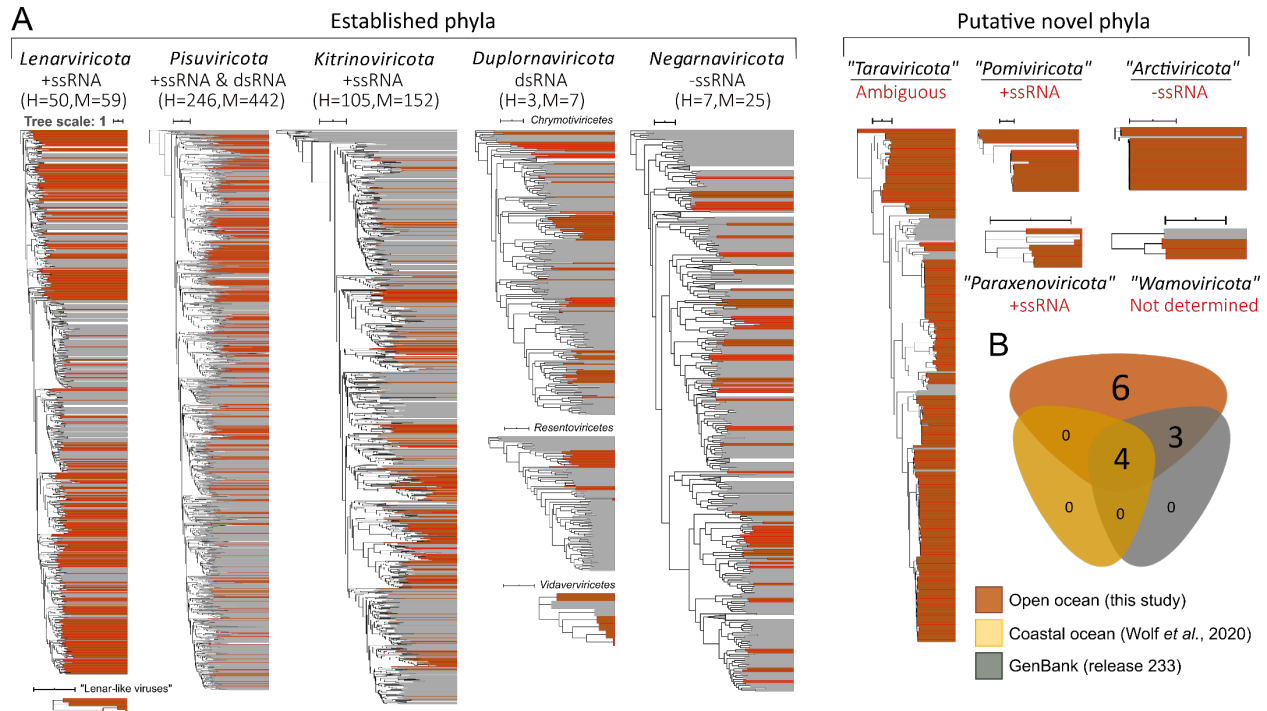 A
Established phyla
Putative novel phyla
Lenarviricota
+ssRNA
(H=50,M=59)
Tree scale: 1
Pisuviricota
+ssRNA & dsRNA
(H=246,M=442)
Kitrinoviricota
+ssRNA
(H=105,M=152)
Duplornaviricota
dsRNA
(H=3,M=7)
Chrymotiviricetes
Negarnaviricota
-ssRNA
(H=7,M=25)
"Taraviricota"
Ambiguous
"Pomiviricota"
+ssRNA
"Arctiviricota"
-ssRNA
"Paraxenoviricota"
+ssRNA
"Wamoviricota"
Not determined
Resentoviricetes
Vidaverviricetes
"Lenar-like viruses"
B
6
0
3
4
0
0
0
Open ocean (this study)
Coastal ocean (Wolf et al., 2020)
GenBank (release 233)